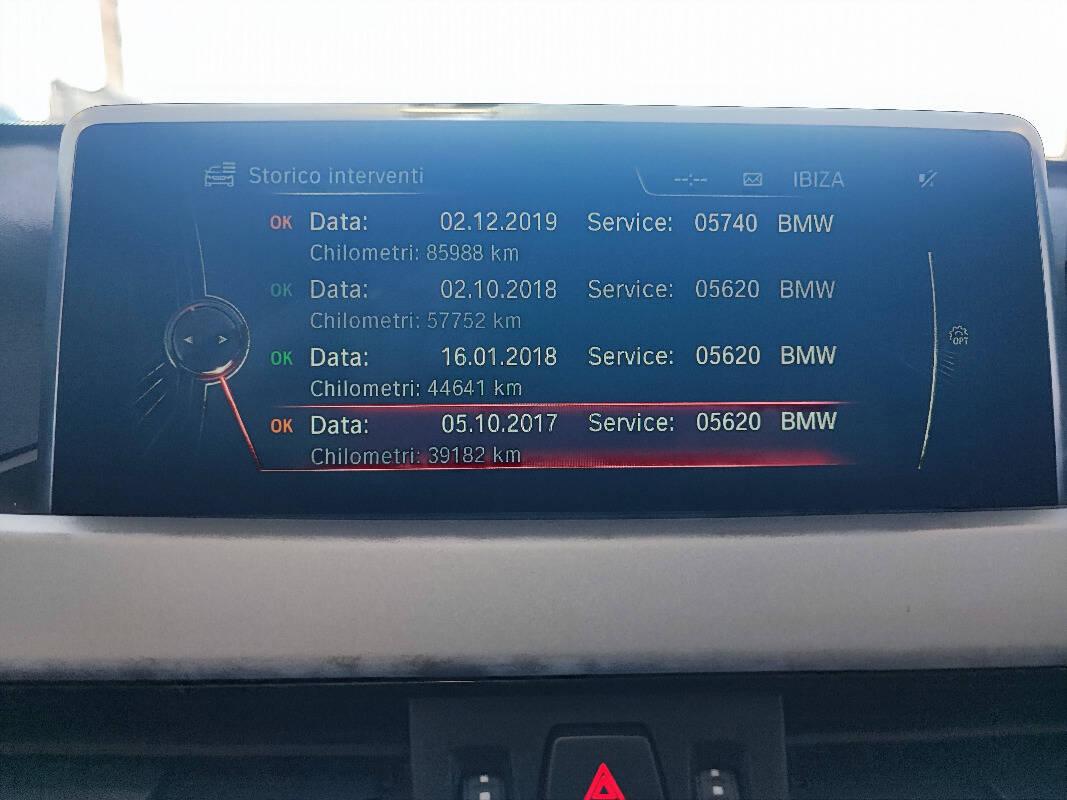 Storico interventi --:-- IBIZA
OK Data: 02.12.2019 Service: 05740 BMW
Chilometri: 85988 km
OK Data: 02.10.2018 Service: 05620 BMW
Chilometri: 57752 km
OK Data: 16.01.2018 Service: 05620 BMW
OPT
Chilometri: 44641 km
OK Data: 05.10.2017 Service: 05620 BMW
Chilometri: 39182 km